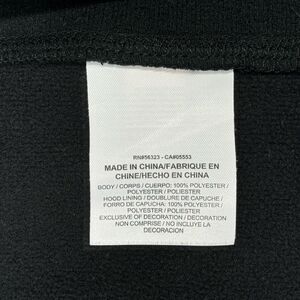 RN#56323 - CA#05553
MADE IN CHINA/FABRIQUE EN
CHINE/HECHO EN CHINA
BODY / CORPS / CUERPO: 100% POLYESTER /
POLYESTER / POLIESTER
HOOD LINING / DOUBLURE DE CAPUCHE /
FORRO DE CAPUCHA: 100% POLYESTER /
POLYESTER / POLIESTER
EXCLUSIVE OF DECORATION / DECORATION
NON COMPRISE / NO INCLUYE LA
DECORACION